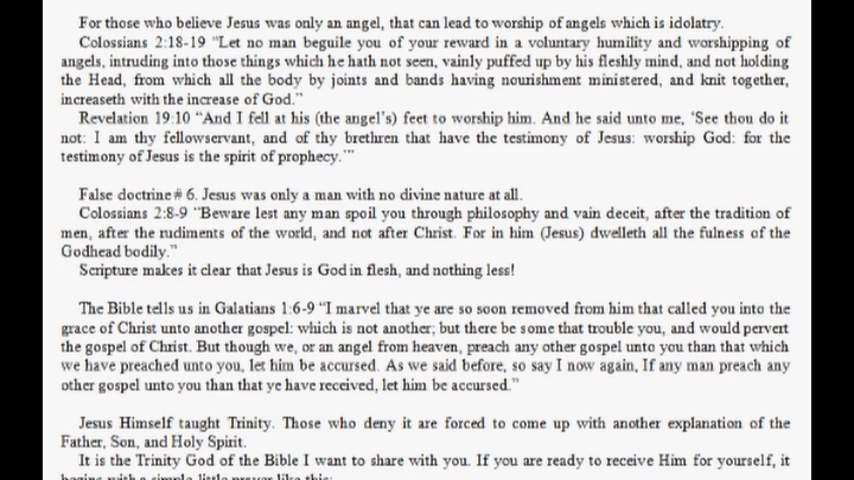 For those who believe Jesus was only an angel, that can lead to worship of angels which is idolatry.
Colossians 2:18-19 “Let no man beguile you of your reward in a voluntary humility and worshipping of
angels, intruding into those things which he hath not seen, vainly puffed up by his fleshly mind, and not holding
the Head, from which all the body by joints and bands having nourishment ministered, and knit together,
increaseth with the increase of God.”
Revelation 19:10 “And I fell at his (the angel’s) feet to worship him. And he said unto me, ‘See thou do it
not: I am thy fellowservant, and of thy brethren that have the testimony of Jesus: worship God: for the
testimony of Jesus is the spirit of prophecy.’”
False doctrine # 6. Jesus was only a man with no divine nature at all.
Colossians 2:8-9 “Beware lest any man spoil you through philosophy and vain deceit, after the tradition of
men, after the rudiments of the world, and not after Christ. For in him (Jesus) dwelleth all the fulness of the
Godhead bodily.”
Scripture makes it clear that Jesus is God in flesh, and nothing less!
The Bible tells us in Galatians 1:6-9 “I marvel that ye are so soon removed from him that called you into the
grace of Christ unto another gospel: which is not another; but there be some that trouble you, and would pervert
the gospel of Christ. But though we, or an angel from heaven, preach any other gospel unto you than that which
we have preached unto you, let him be accursed. As we said before, so say I now again, If any man preach any
other gospel unto you than that ye have received, let him be accursed.”
Jesus Himself taught Trinity. Those who deny it are forced to come up with another explanation of the
Father, Son, and Holy Spirit.
It is the Trinity God of the Bible I want to share with you. If you are ready to receive Him for yourself, it
begins with a simple little prayer like this: